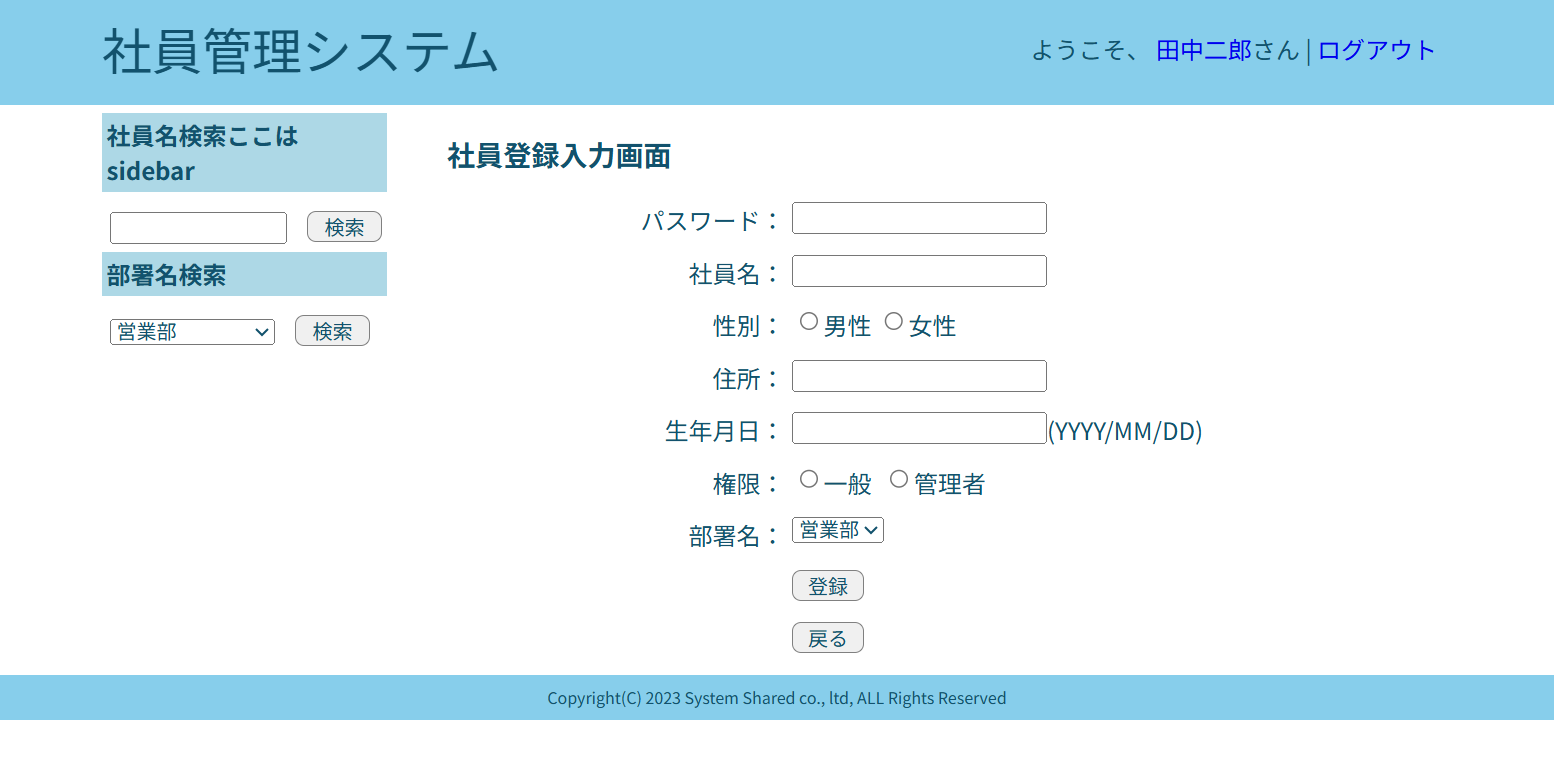 社員管理システム
ようこそ、 田中二郎さん | ログアウト
社員名検索ここは
sidebar
検索
部署名検索
営業部
検索
社員登録入力画面
パスワード：
社員名：
性別： 男性 女性
住所：
生年月日： (YYYY/MM/DD)
権限： 一般 管理者
部署名： 営業部
登録
戻る
Copyright(C) 2023 System Shared co., ltd, ALL Rights Reserved